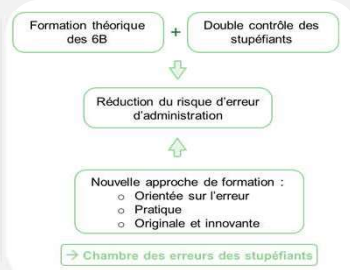 Formation théorique
des 6B
+
Double contrôle des
stupéfiants
Réduction du risque d'erreur
d'administration
Nouvelle approche de formation :
o Orientée sur l'erreur
o Pratique
o Originale et innovante
→ Chambre des erreurs des stupéfiants